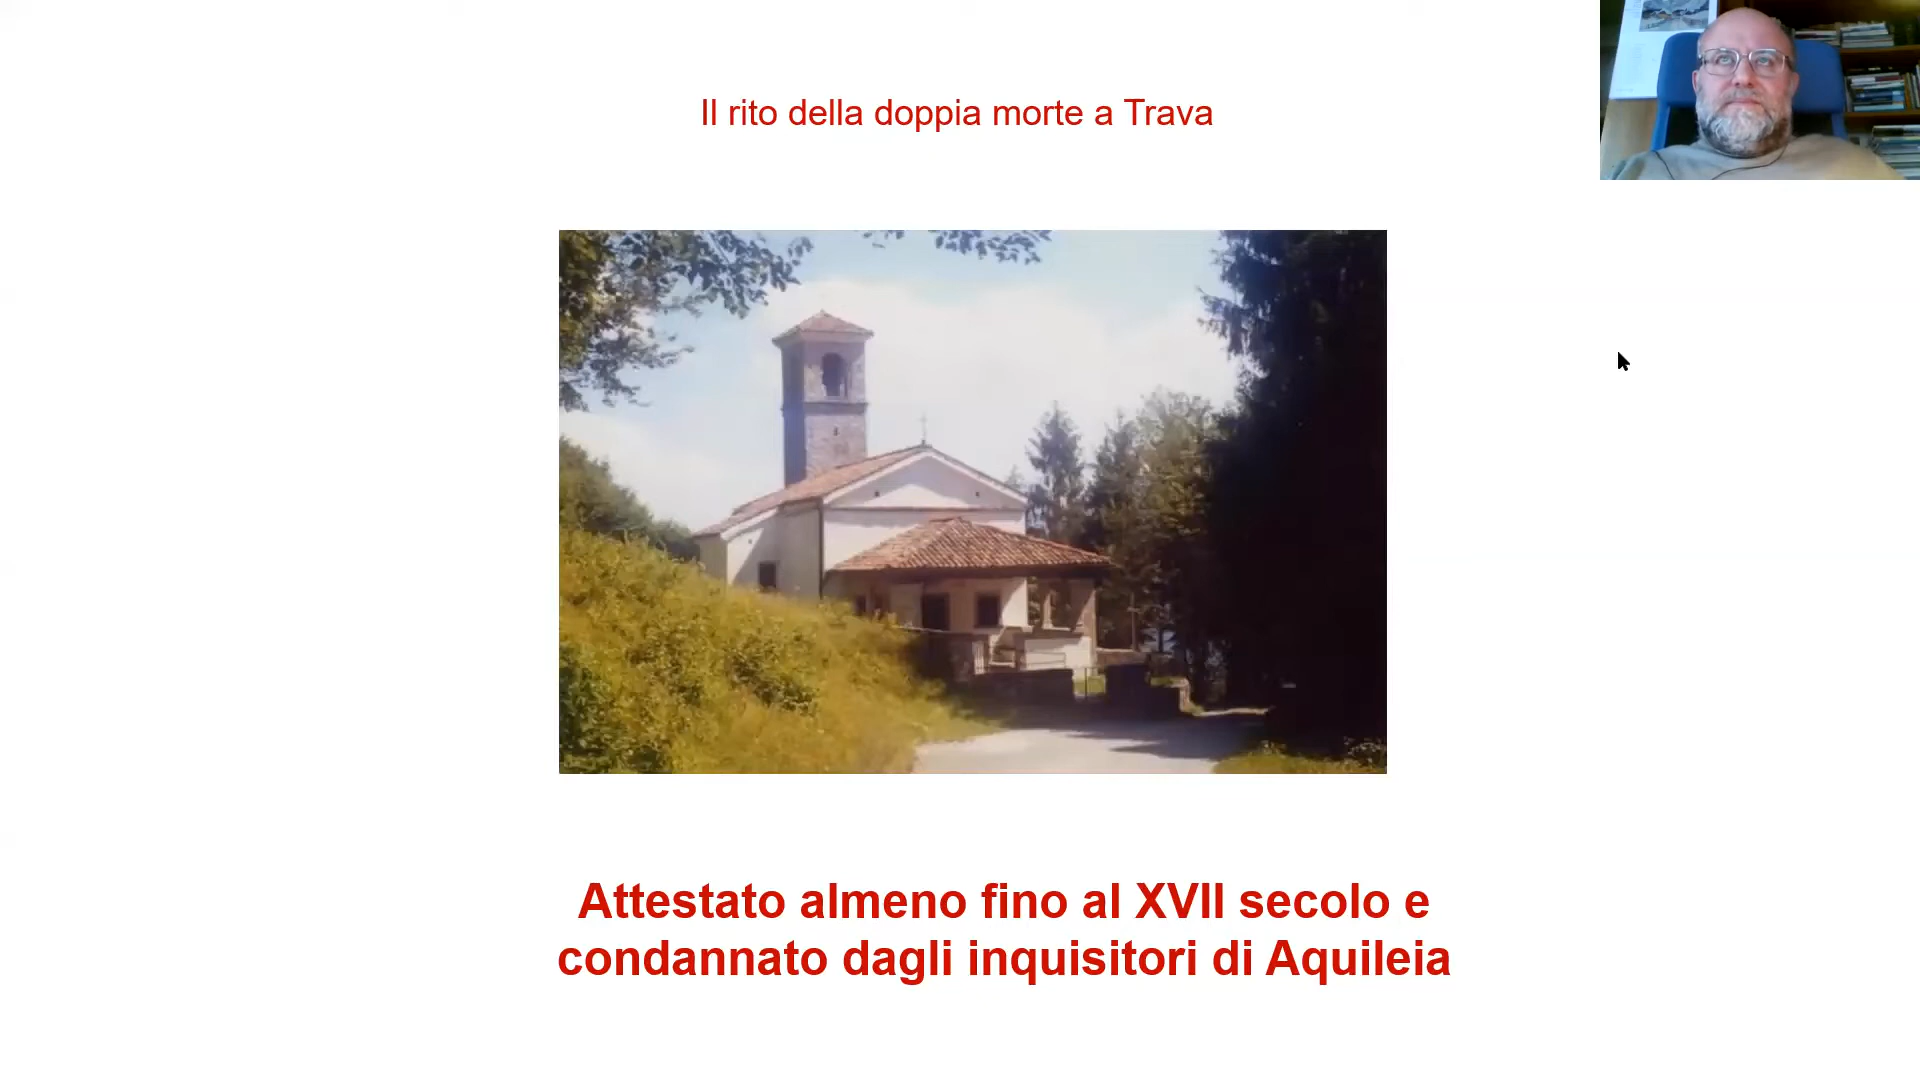 Il rito della doppia morte a Trava
Attestato almeno fino al XVII secolo e
condannato dagli inquisitori di Aquileia